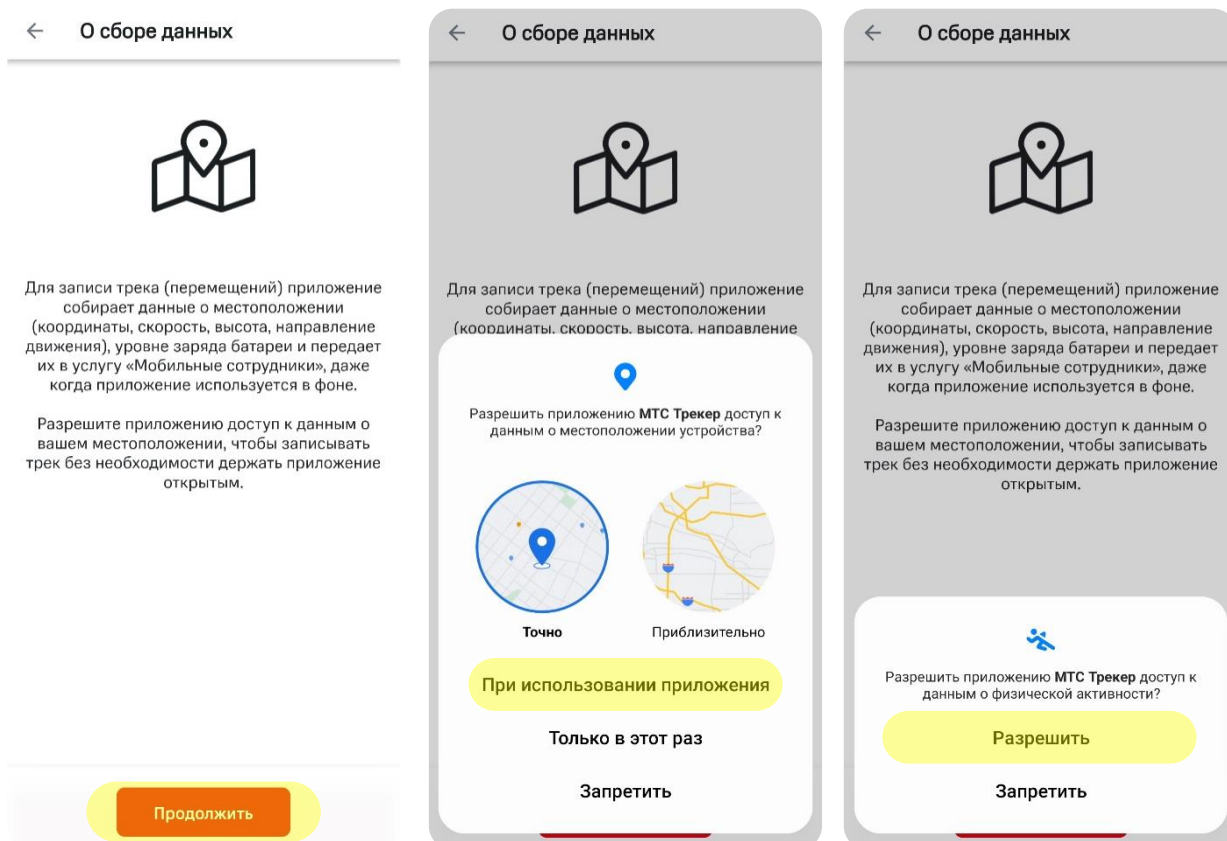 О сборе данных
Для записи трека (перемещений) приложение
собирает данные о местоположении
(координаты, скорость, высота, направление
движения), уровне заряда батареи и передает
их в услугу «Мобильные сотрудники», даже
когда приложение используется в фоне.
Разрешите приложению доступ к данным о
вашем местоположении, чтобы записывать
трек без необходимости держать приложение
открытым.
Продолжить
О сборе данных
Для записи трека (перемещений) приложение
собирает данные о местоположении
(координаты, скорость, высота, направление
Разрешить приложению МТС Трекер доступ к
данным о местоположении устройства?
Точно
Приблизительно
При использовании приложения
Только в этот раз
Запретить
О сборе данных
Для записи трека (перемещений) приложение
собирает данные о местоположении
(координаты, скорость, высота, направление
движения), уровне заряда батареи и передает
их в услугу «Мобильные сотрудники», даже
когда приложение используется в фоне.
Разрешите приложению доступ к данным о
вашем местоположении, чтобы записывать
трек без необходимости держать приложение
открытым.
Разрешить приложению МТС Трекер доступ к
данным о физической активности?
Разрешить
Запретить